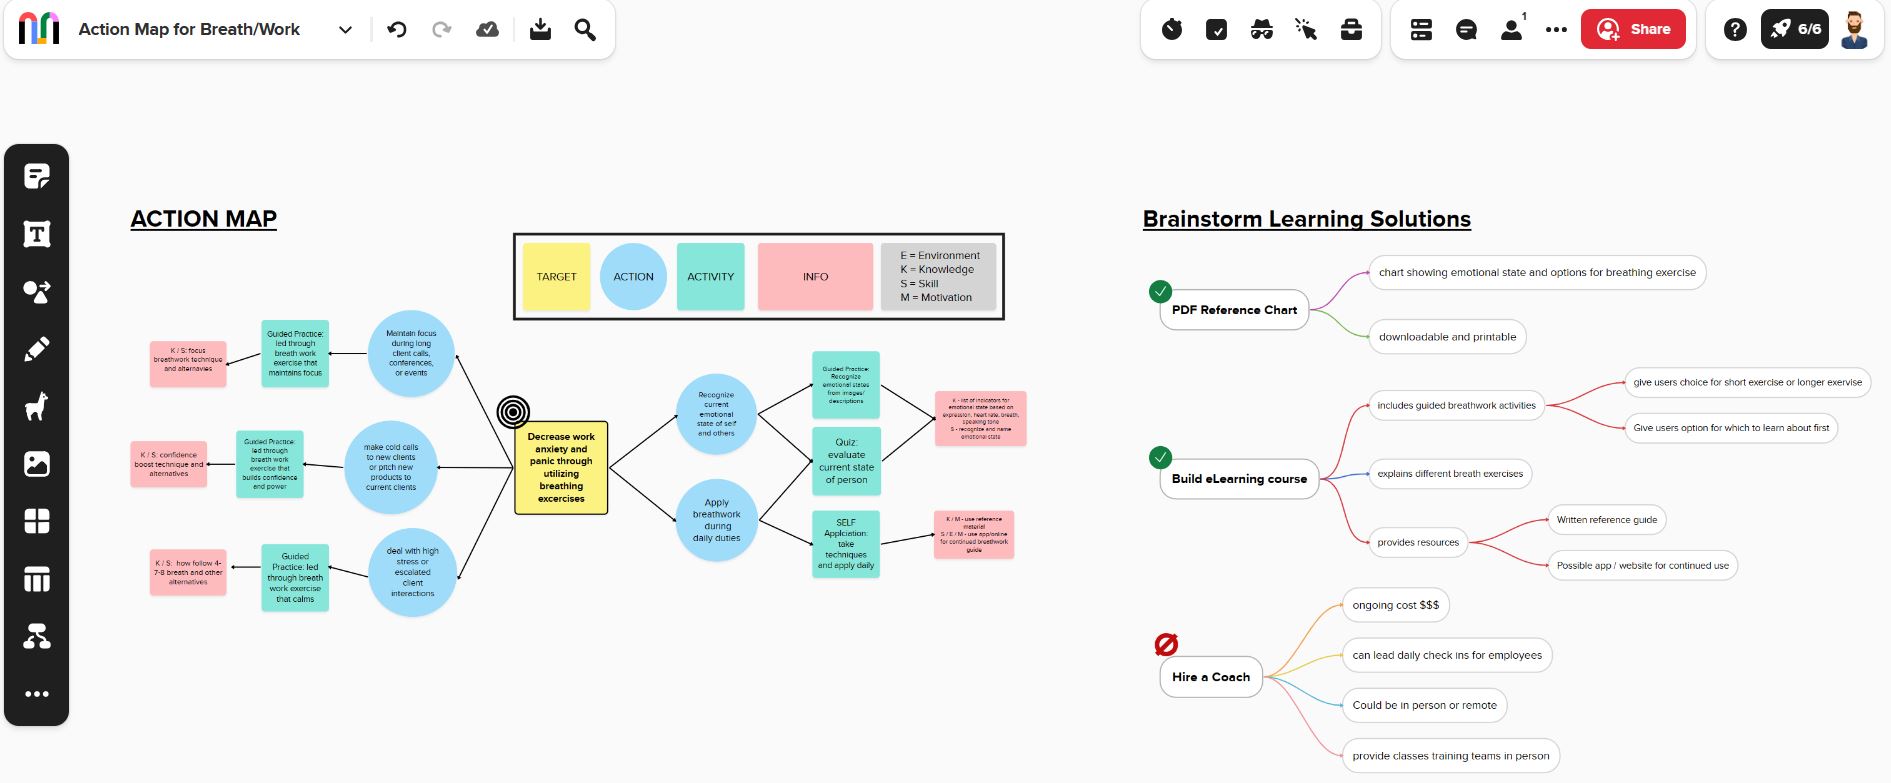 Action Map for Breath/Work
1
Share
?
6/6
ACTION MAP
TARGET
ACTION
ACTIVITY
INFO
E = Environment
K = Knowledge
S = Skill
M = Motivation
K / S: focus
breathwork technique
and alternavies
Guided Practice:
led through
breath work
exercise that
maintains focus
Maintain focus
during long
client calls,
conferences,
or events
K / S: confidence
boost technique and
alternatives
Guided Practice:
led through
breath work
exercise that
builds confidence
and power
make cold calls
to new clients
or pitch new
products to
current clients
K / S: how follow 4-
7-8 breath and other
alternatives
Guided
Practice: led
through breath
work exercise
that calms
deal with high
stress or
escalated
client
interactions
Decrease work
anxiety and
panic through
utilizing
breathing
excercises
Recognize
current
emotional
state of self
and others
Apply
breathwork
during
daily duties
Guided Practice:
Recognize
emotional states
from images/
descriptions
Quiz:
evaluate
current state
of person
SELF
Applciation:
take
techniques
and apply daily
K - list of indicators for
emotional state based on
expression, heart rate, breath,
speaking tone
S - recognize and name
emotional state
K / M - use reference
material
S / E / M - use app/online
for continued breathwork
guide
Brainstorm Learning Solutions
PDF Reference Chart
chart showing emotional state and options for breathing exercise
downloadable and printable
Build eLearning course
includes guided breathwork activities
give users choice for short exercise or longer exervise
Give users option for which to learn about first
explains different breath exercises
provides resources
Written reference guide
Possible app / website for continued use
Hire a Coach
ongoing cost $$$
can lead daily check ins for employees
Could be in person or remote
provide classes training teams in person